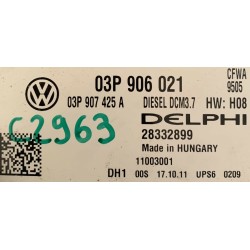 03P 906 021
CFWA
9505
03P 907 425 A
DIESEL DCM3.7
HW: H08
C2963
DELPHI
28332899
Made in HUNGARY
11003001
DH1 00S 17.10.11 UPS6 0209